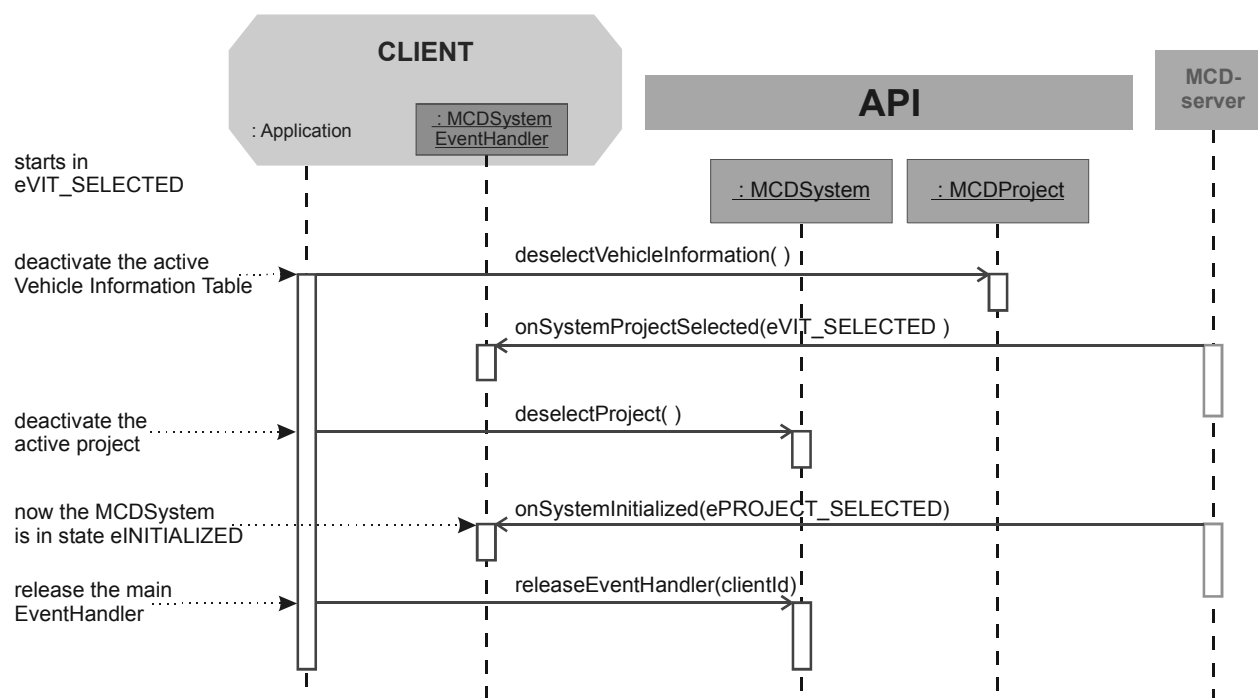 CLIENT
: Application
: MCDSystem
EventHandler
API
MCD-
server
starts in
eVIT_SELECTED
: MCDSystem
: MCDProject
deactivate the active
Vehicle Information Table
deselectVehicleInformation( )
onSystemProjectSelected(eVIT_SELECTED )
deactivate the
active project
deselectProject( )
now the MCDSystem
is in state eINITIALIZED
onSystemInitialized(ePROJECT_SELECTED)
release the main
EventHandler
releaseEventHandler(clientId)